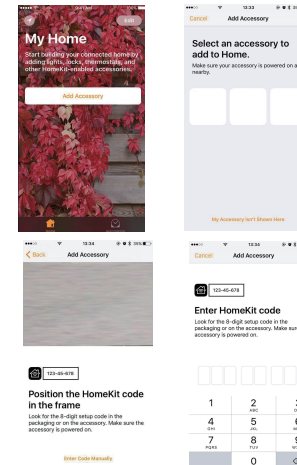 9:41 AM
100%
Edit
My Home
Start building your connected home by
adding lights, locks, thermostats, and
other HomeKit-enabled accessories.
Add Accessory
13:33
Cancel
Add Accessory
Select an accessory to
add to Home.
Make sure your accessory is powered on a
nearby.
My Accessory Isn't Shown
Here
13:34
35%
Back
Add Accessory
123-45-678
Position the HomeKit code
in the frame
Look for the 8-digit setup code in the
packaging or on the accessory. Make sure the
accessory is powered on.
Enter Code Manually
13:34
Cancel
Add Accessory
123-45-678
Enter HomeKit code
Look for the 8-digit setup code in the
packaging or on the accessory. Make sure
accessory is powered on.
1
2
ABC
4
GHI
5
JKL
7
PQRS
8
TUV
0